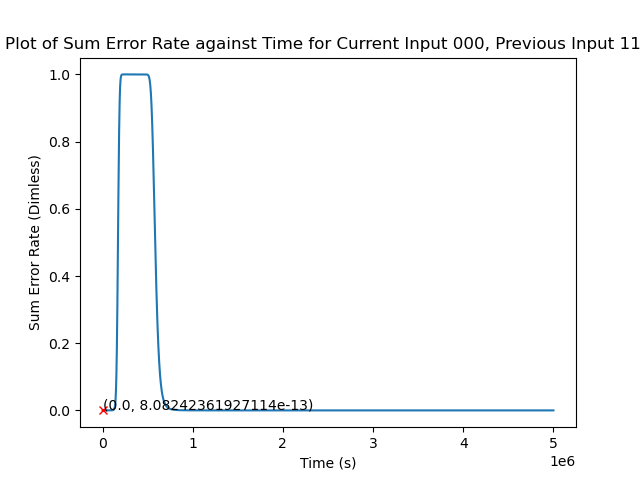 Plot of Sum Error Rate against Time for Current Input 000, Previous Input 11
1.0
0.8
0.6
0.4
0.2
0.0
Sum Error Rate (Dimless)
(0.0, 8.08242361927114e-13)
0 1 2 3 4 5
1e6
Time (s)